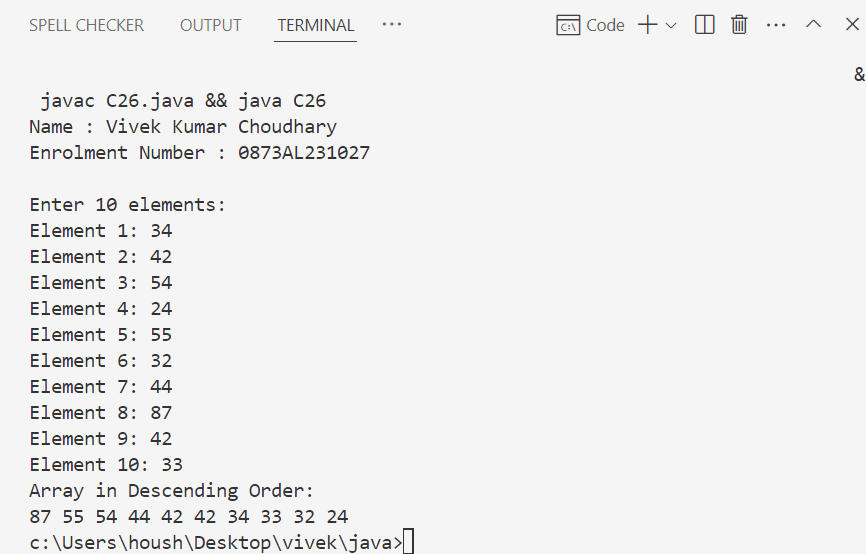 SPELL CHECKER OUTPUT TERMINAL ··· Code ···
&
javac C26.java && java C26
Name : Vivek Kumar Choudhary
Enrolment Number : 0873AL231027
Enter 10 elements:
Element 1: 34
Element 2: 42
Element 3: 54
Element 4: 24
Element 5: 55
Element 6: 32
Element 7: 44
Element 8: 87
Element 9: 42
Element 10: 33
Array in Descending Order:
87 55 54 44 42 42 34 33 32 24
c:\Users\housh\Desktop\vivek\java>